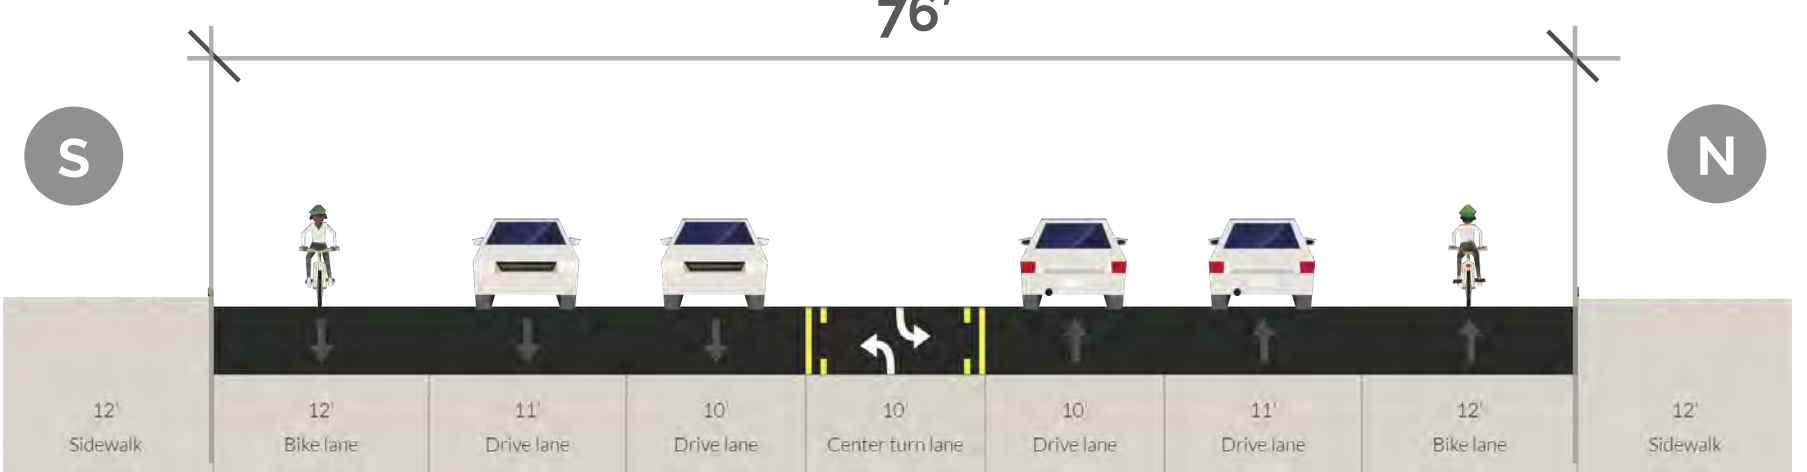 76'
S
N
12' 12' 11' 10' 10' 10' 11' 12' 12'
Sidewalk Bike lane Drive lane Drive lane Center turn lane Drive lane Drive lane Bike lane Sidewalk